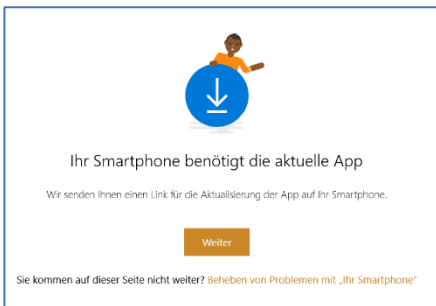 Ihr Smartphone benötigt die aktuelle App
Wir senden Ihnen einen Link für die Aktualisierung der App auf Ihr Smartphone.
Weiter
Sie kommen auf dieser Seite nicht weiter? Beheben von Problemen mit „Ihr Smartphone“